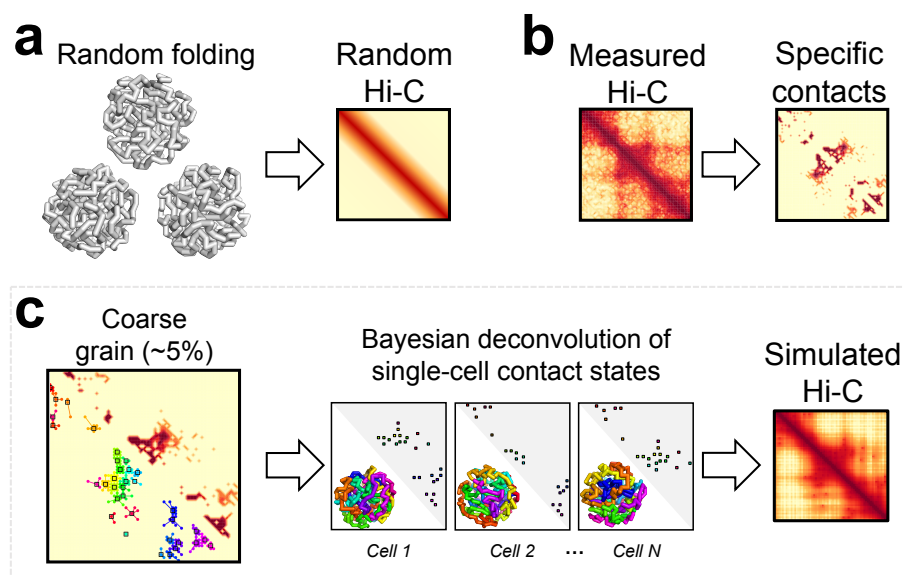 a
Random folding
Random
Hi-C
b
Measured
Hi-C
Specific
contacts
c
Coarse
grain (~5%)
Bayesian deconvolution of
single-cell contact states
Cell 1
Cell 2
...
Cell N
Simulated
Hi-C